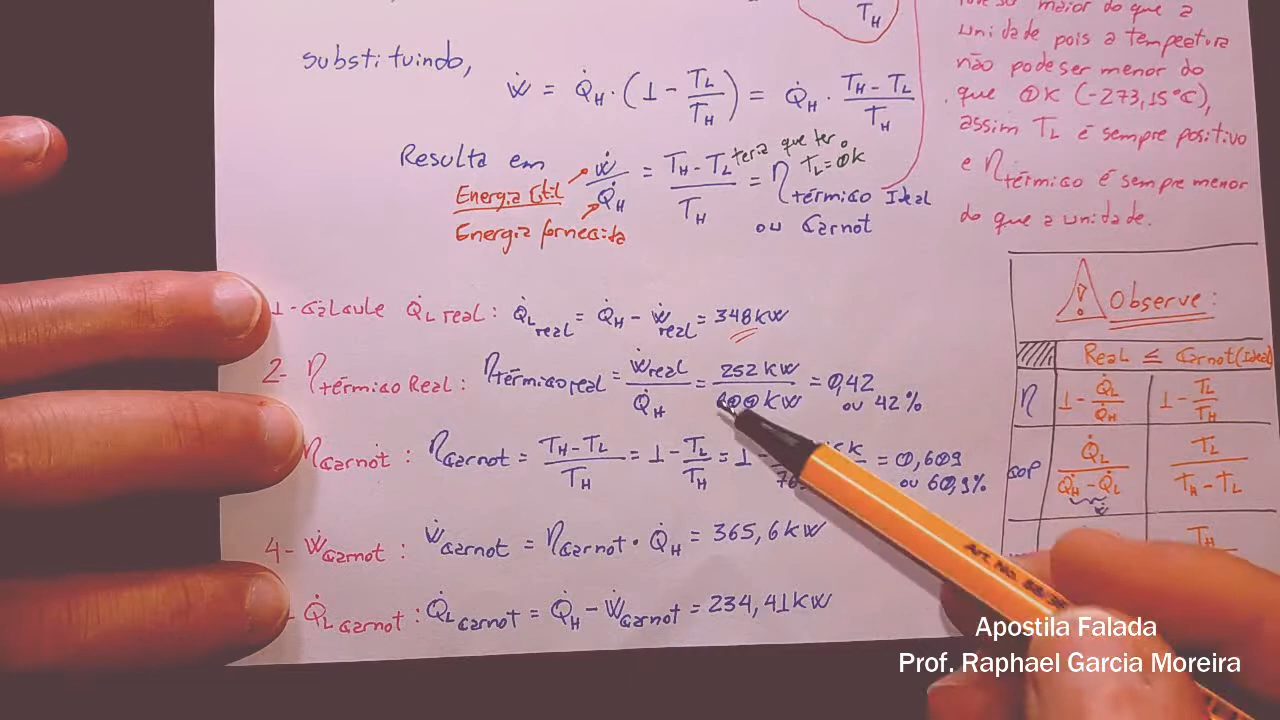 maior do que a
T_H
unidade pois a tempeatura
não pode ser menor do
que 0K (-273,15°C),
assim T_L é sempre positivo
e η térmico é sempre menor
do que a unidade.
substituindo,
Ẇ = Q̇_H · (1 - T_L/T_H) = Q̇_H · (T_H - T_L)/T_H
Resulta em Ẇ/Q̇_H = (T_H - T_L)/T_H = η térmico Ideal
teria que ter
T_L = 0K
ou Carnot
Energia Útil
Energia fornecida
1- Calcule Q̇_L real: Q̇_L real = Q̇_H - Ẇ real = 348 kW
2- η térmico Real: η térmico real = Ẇreal/Q̇_H = 252 kW/600 kW = 0,42
ou 42%
η Carnot: η Carnot = (T_H - T_L)/T_H = 1 - T_L/T_H = 1 - = 0,609
ou 60,9%
4- Ẇ Carnot: Ẇ Carnot = η Carnot · Q̇_H = 365,6 kW
- Q̇_L Carnot: Q̇_L Carnot = Q̇_H - Ẇ Carnot = 234,41 kW
! Observe:
Real ≤ Carnot (Ideal)
η 1 - Q̇_L/Q̇_H 1 - T_L/T_H
COP Q̇_L/(Q̇_H - Q̇_L) T_L/(T_H - T_L)
Ẇ
T_H
Apostila Falada
Prof. Raphael Garcia Moreira